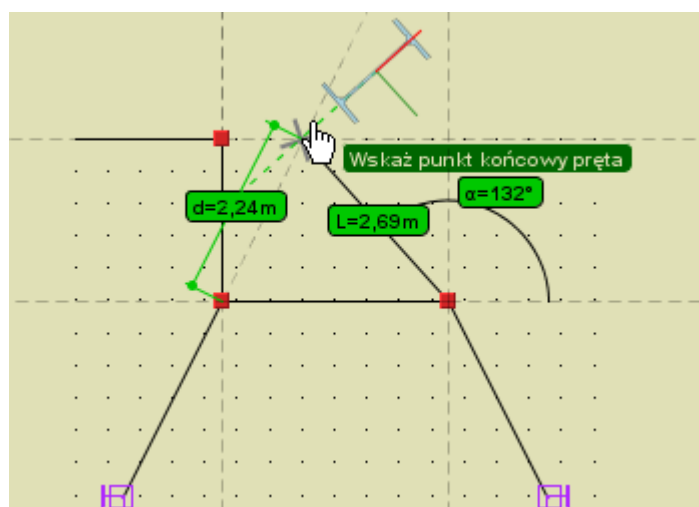 Wskaż punkt końcowy pręta
α=132°
d=2,24m
L=2,69m